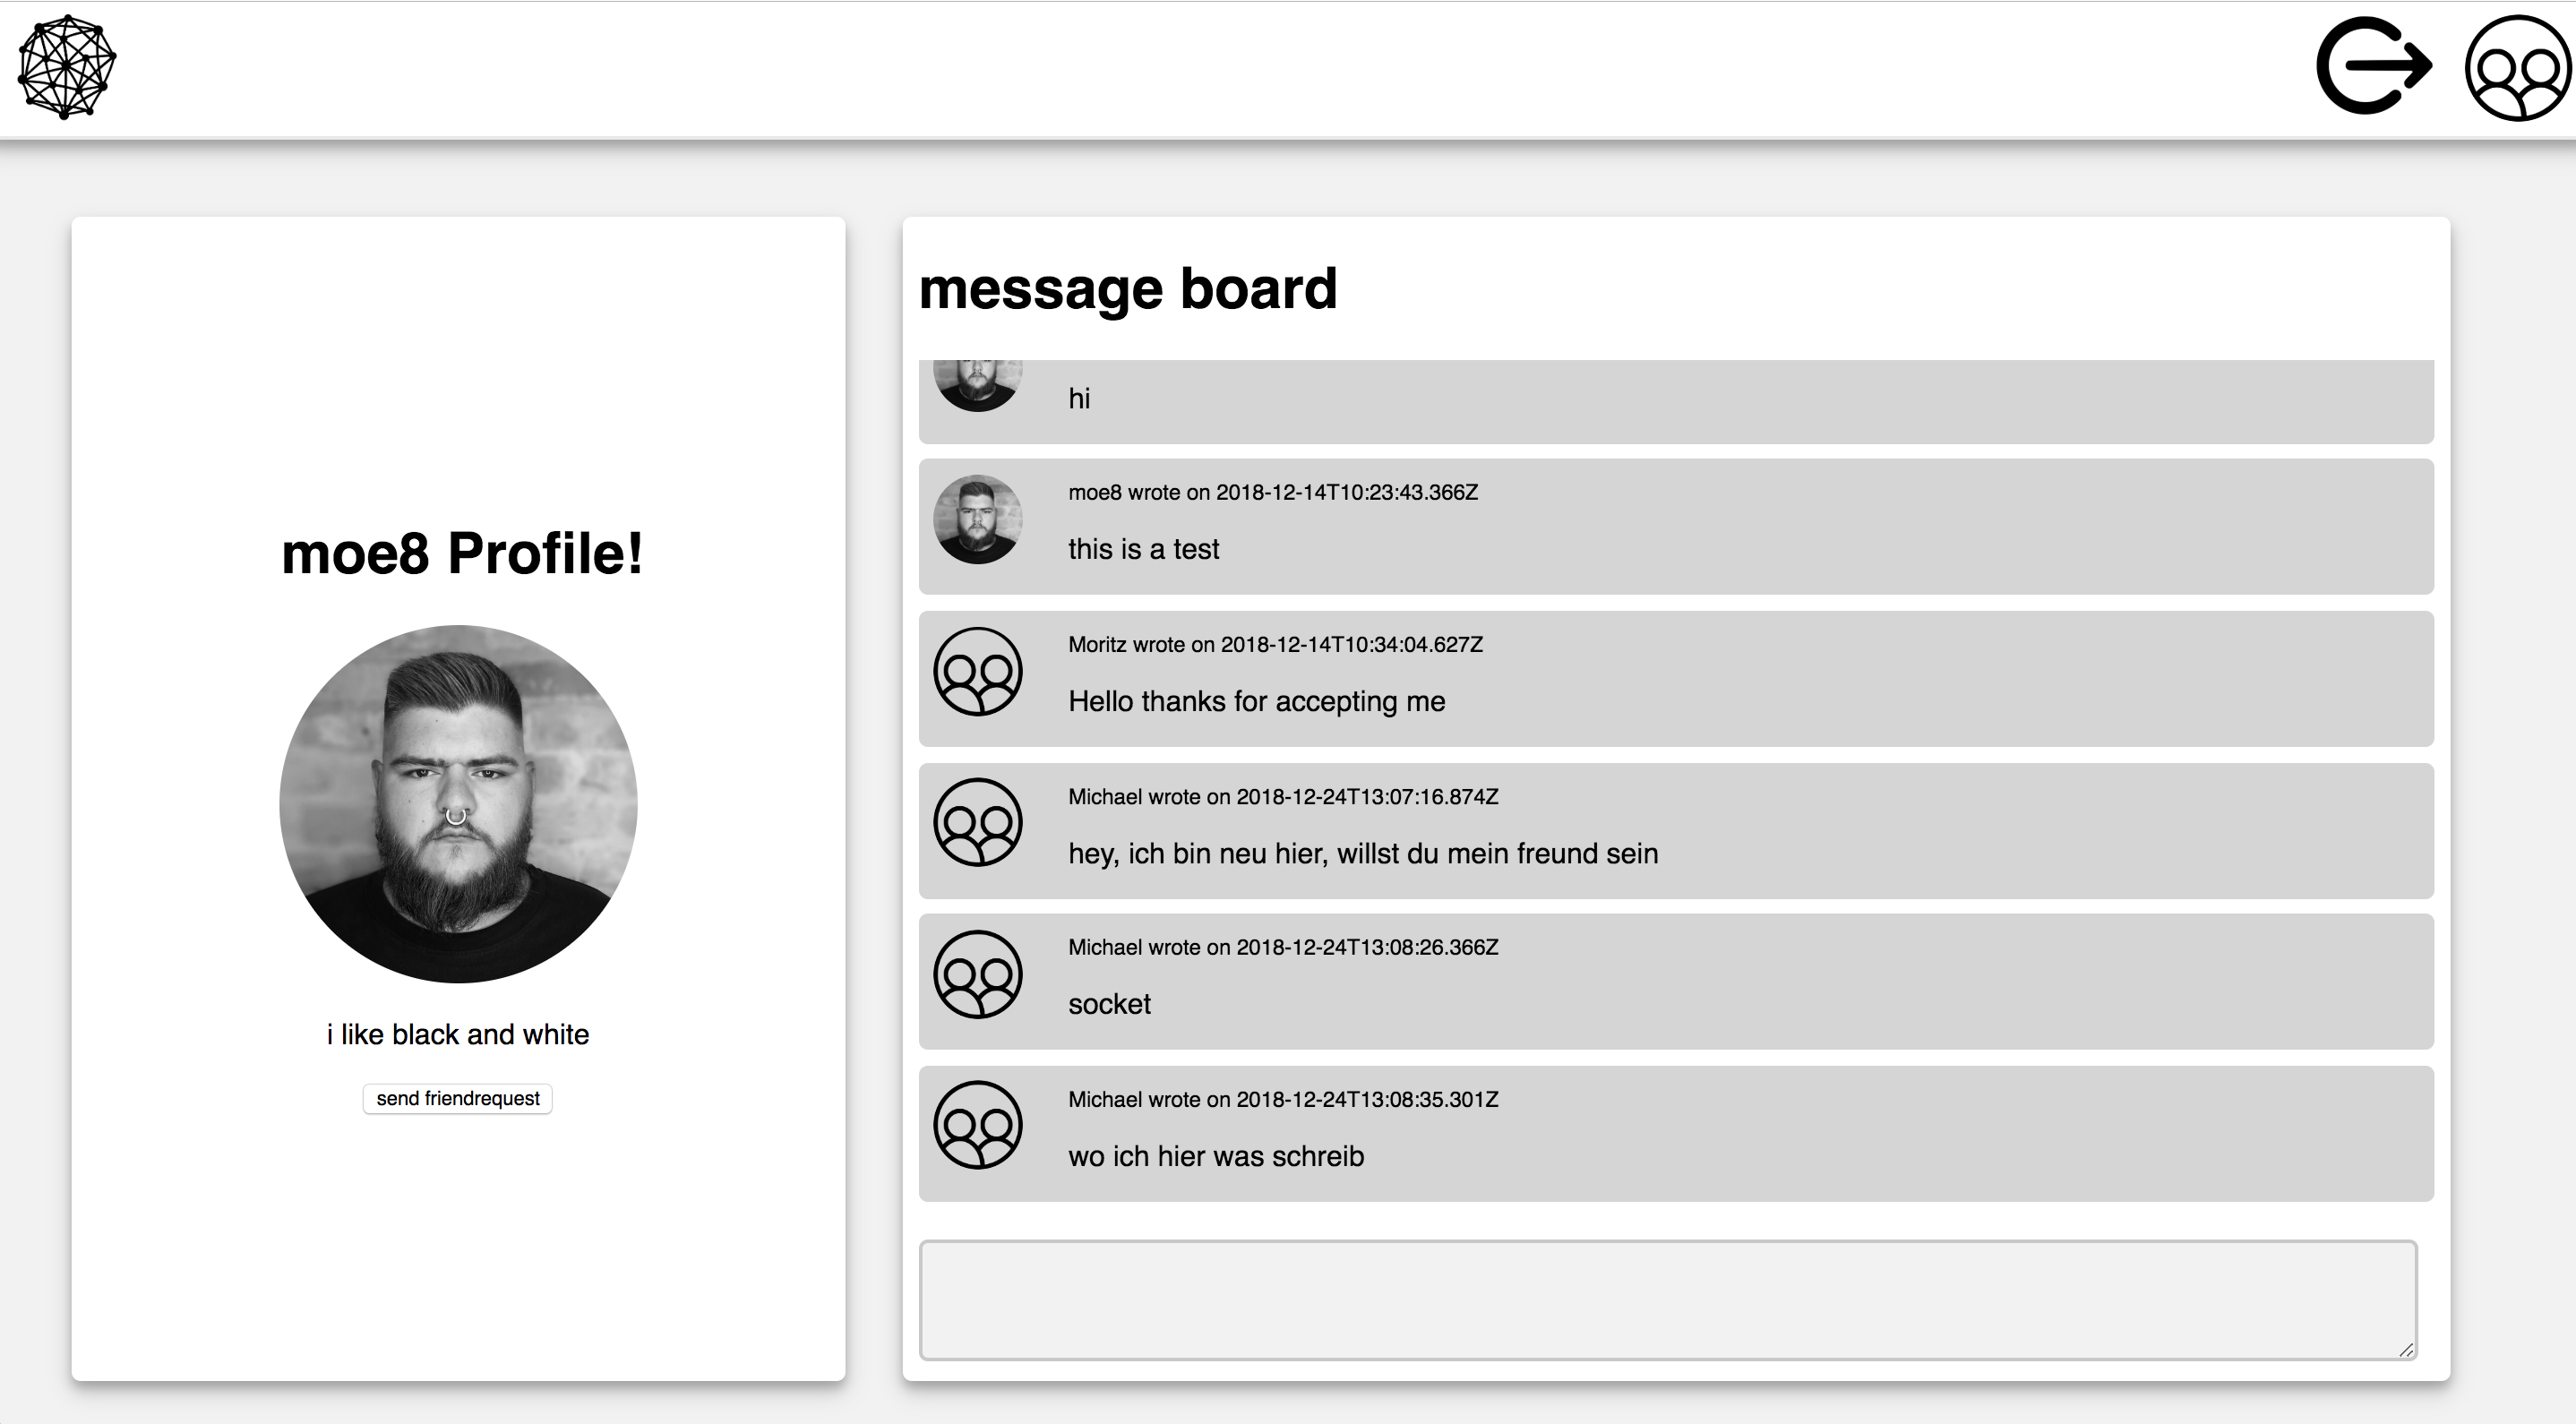 moe8 Profile!
i like black and white
send friendrequest
message board
hi
moe8 wrote on 2018-12-14T10:23:43.366Z
this is a test
Moritz wrote on 2018-12-14T10:34:04.627Z
Hello thanks for accepting me
Michael wrote on 2018-12-24T13:07:16.874Z
hey, ich bin neu hier, willst du mein freund sein
Michael wrote on 2018-12-24T13:08:26.366Z
socket
Michael wrote on 2018-12-24T13:08:35.301Z
wo ich hier was schreib